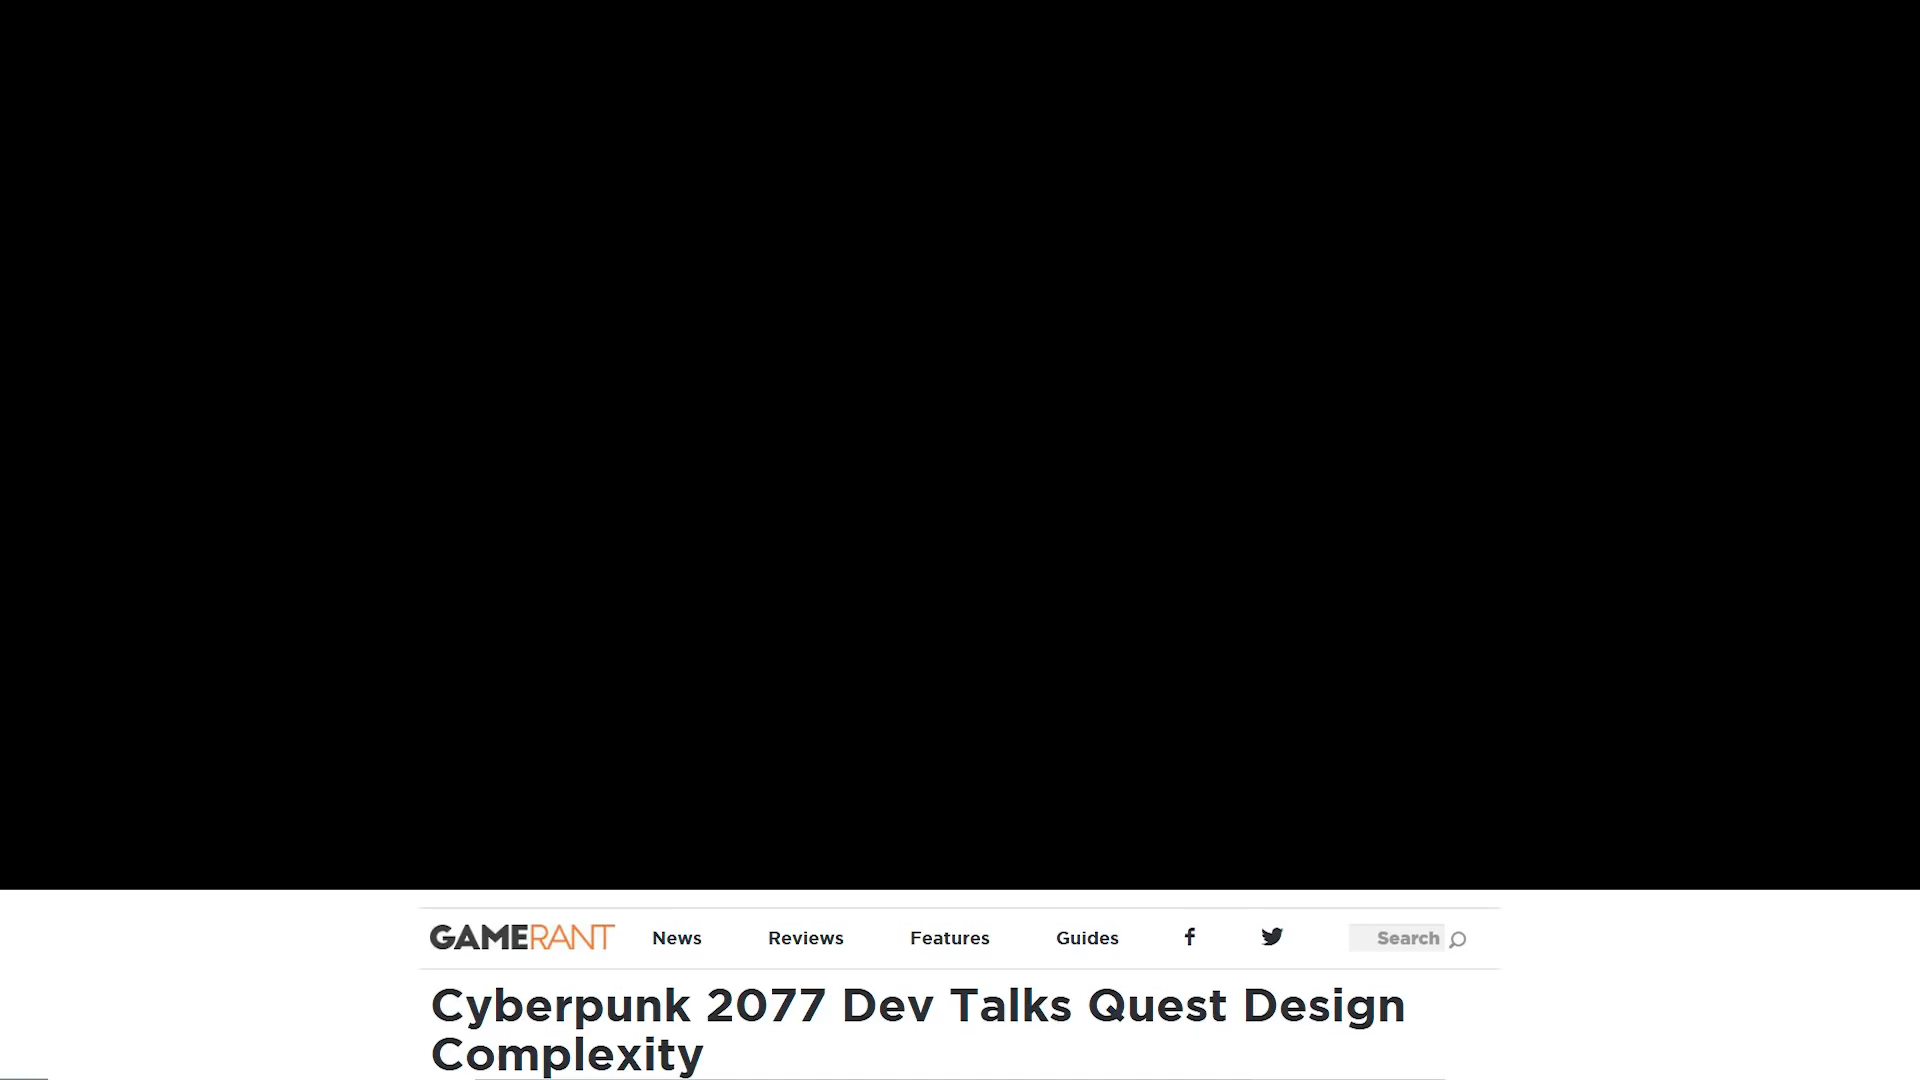 GAMERANT News Reviews Features Guides f Search
Cyberpunk 2077 Dev Talks Quest Design
Complexity